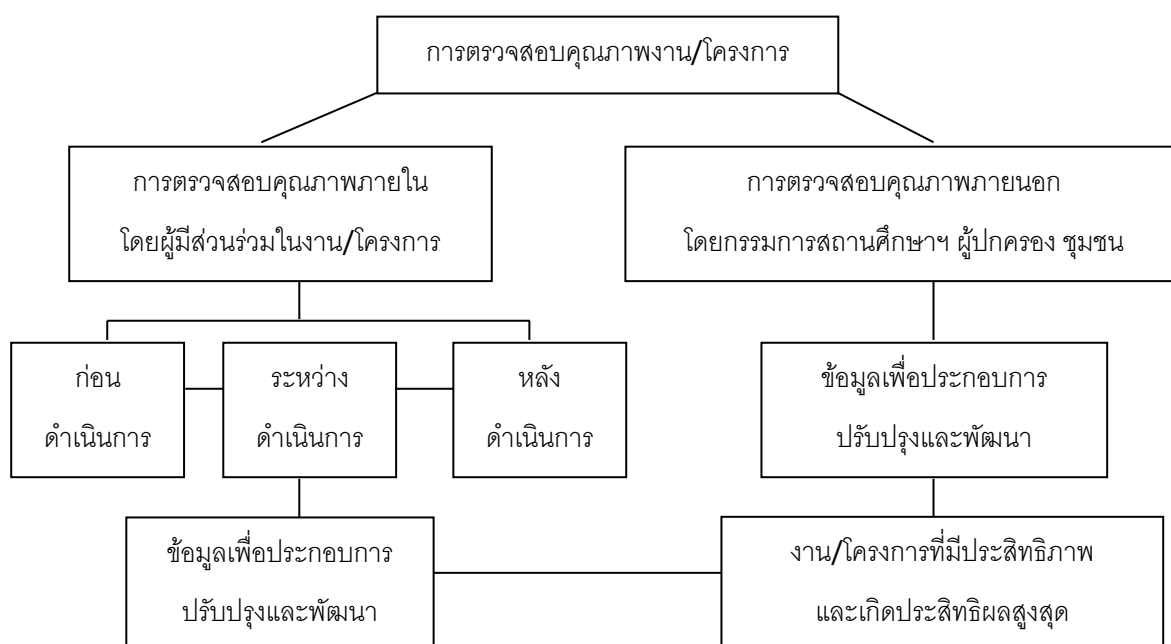 การตรวจสอบคุณภาพงาน/โครงการ
การตรวจสอบคุณภาพภายใน
โดยผู้มีส่วนร่วมในงาน/โครงการ
การตรวจสอบคุณภาพภายนอก
โดยกรรมการสถานศึกษาฯ ผู้ปกครอง ชุมชน
ก่อน
ดำเนินการ
ระหว่าง
ดำเนินการ
หลัง
ดำเนินการ
ข้อมูลเพื่อประกอบการ
ปรับปรุงและพัฒนา
ข้อมูลเพื่อประกอบการ
ปรับปรุงและพัฒนา
งาน/โครงการที่มีประสิทธิภาพ
และเกิดประสิทธิผลสูงสุด